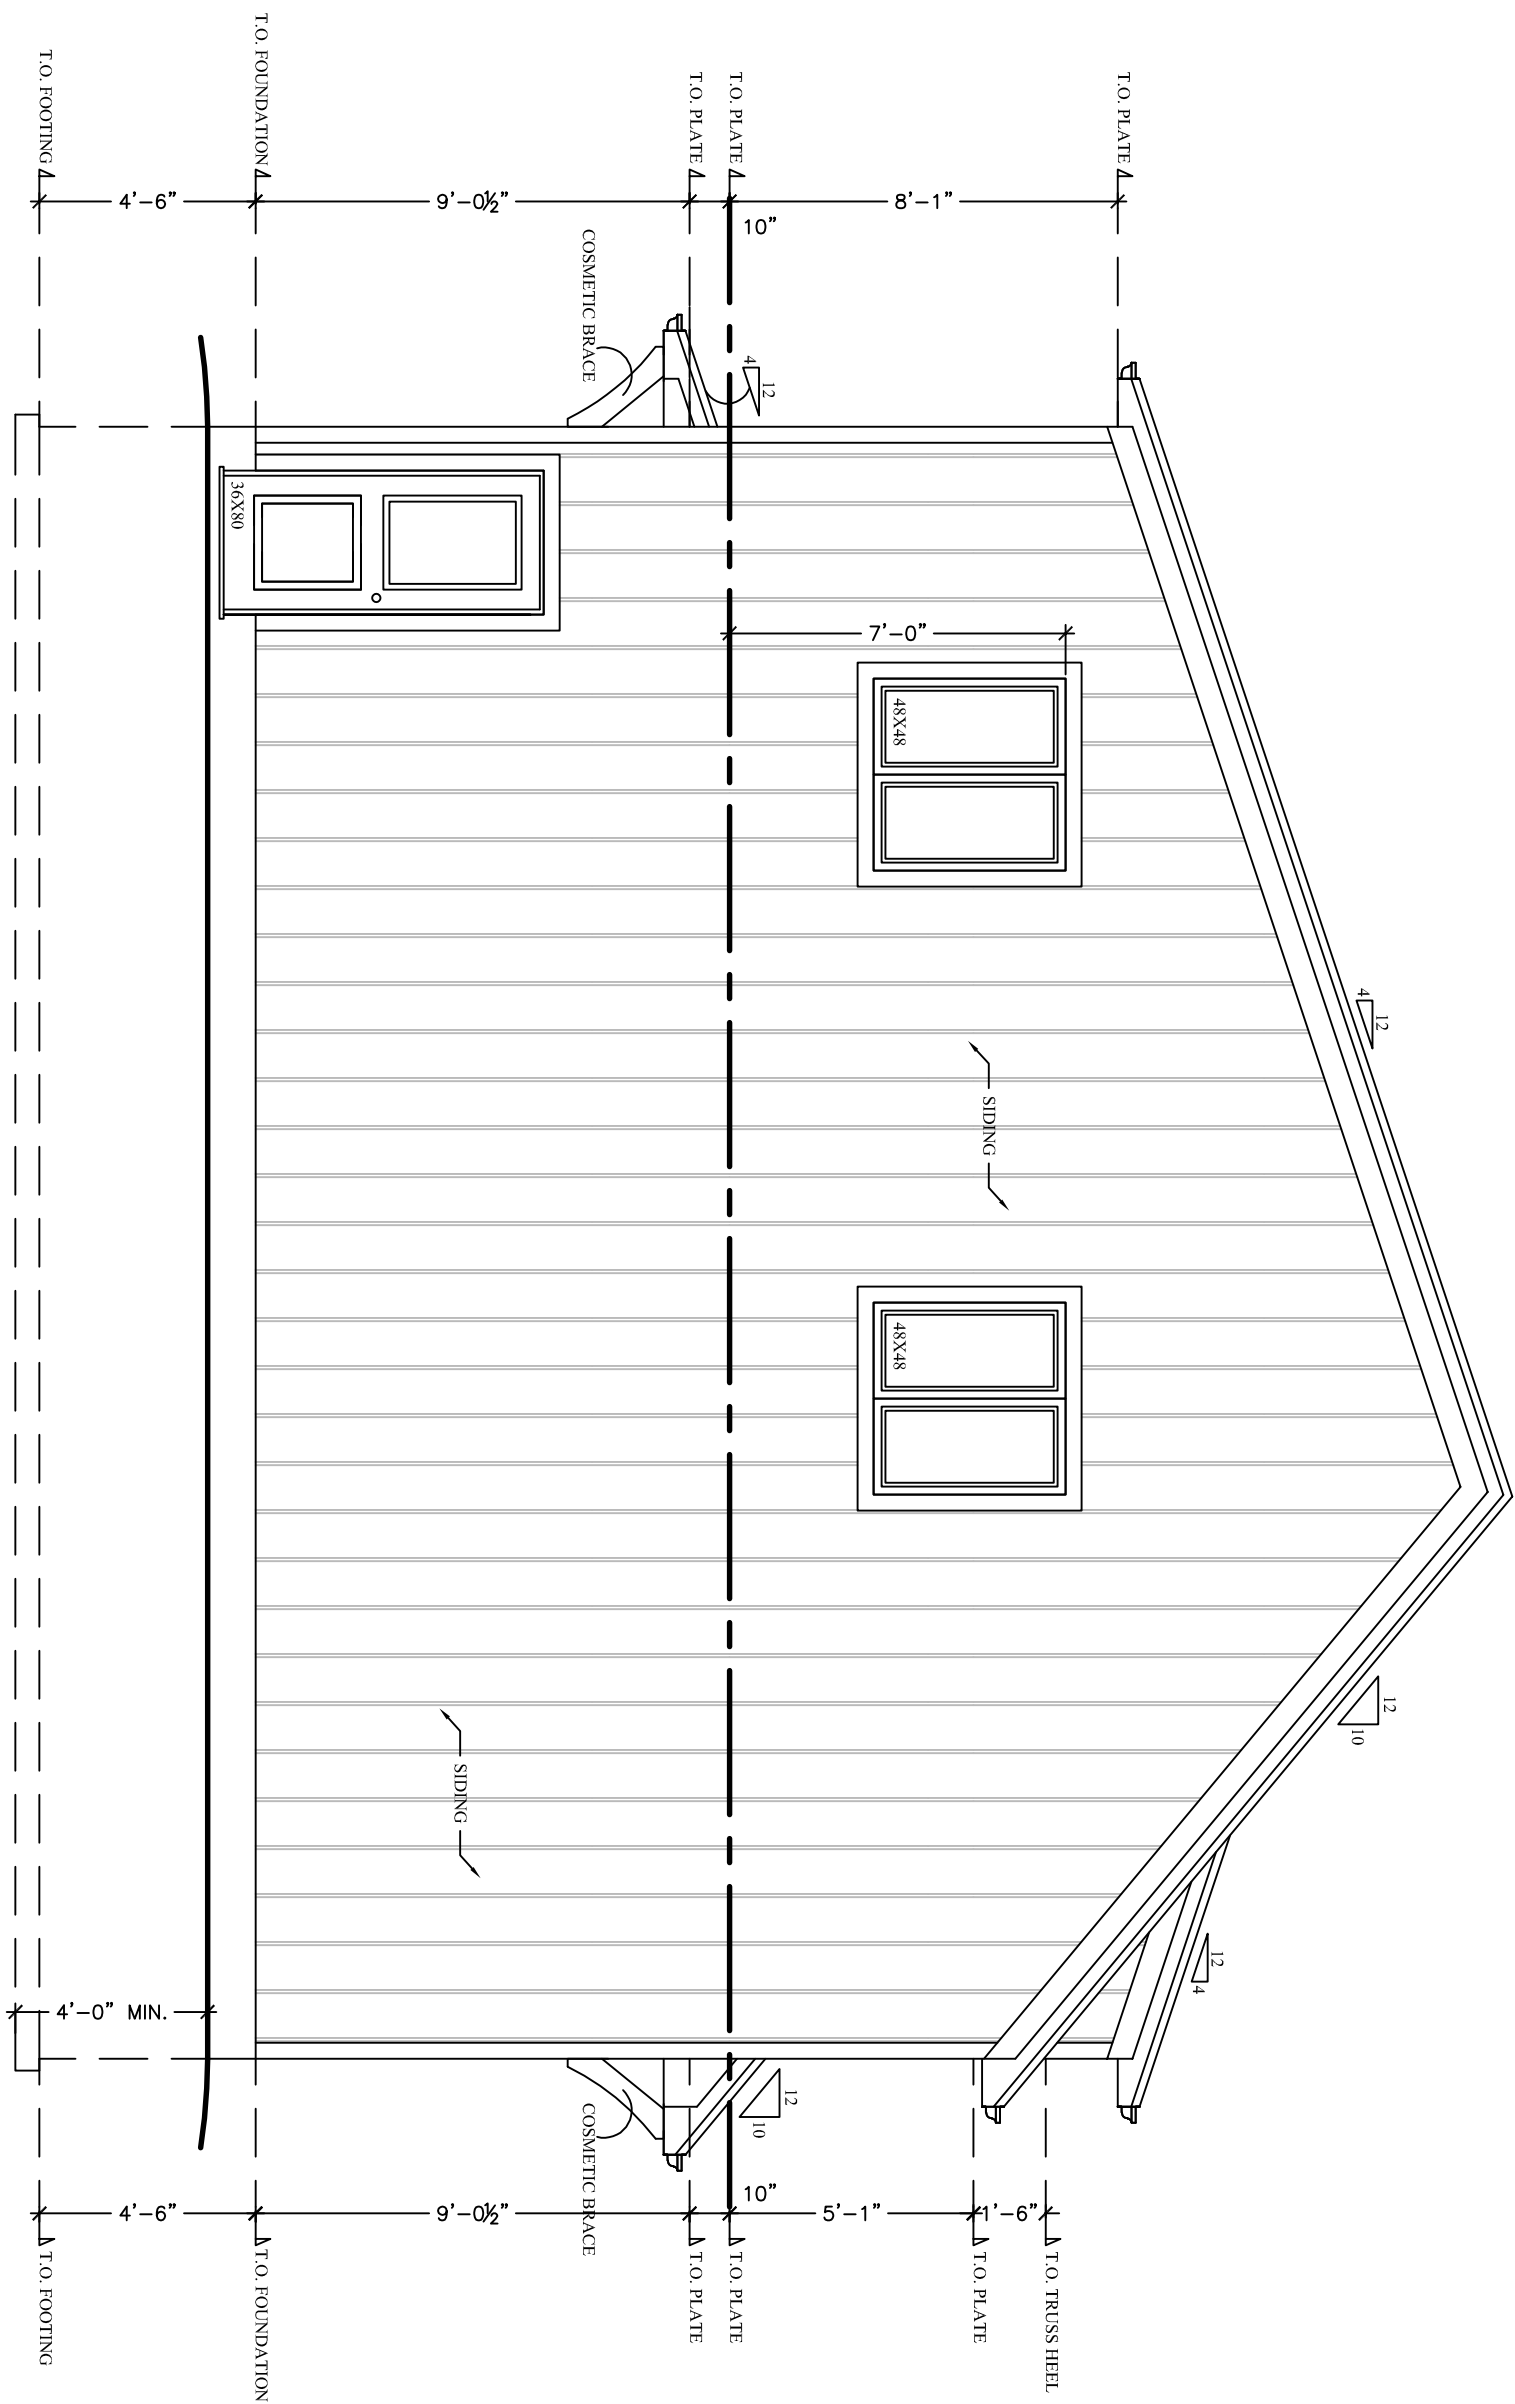 T.O. PLATE
8'-1"
T.O. PLATE
10"
T.O. PLATE
9'-0½"
T.O. FOUNDATION
4'-6"
T.O. FOOTING
12
4
COSMETIC BRACE
36X80
7'-0"
48X48
12
4
SIDING
48X48
12
10
SIDING
12
4
4'-0" MIN.
12
10
COSMETIC BRACE
T.O. TRUSS HEEL
1'-6"
T.O. PLATE
5'-1"
T.O. PLATE
10"
T.O. PLATE
9'-0½"
T.O. FOUNDATION
4'-6"
T.O. FOOTING